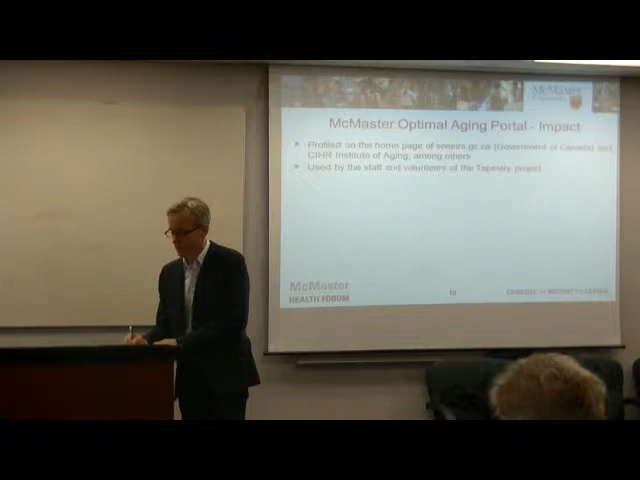 McMaster
McMaster Optimal Aging Portal - Impact
Profiled on the home page of seniors.gc.ca (Government of Canada) and
CIHR Institute of Aging, among others
Used by the staff and volunteers of the Tapestry project
McMaster
HEALTH FORUM